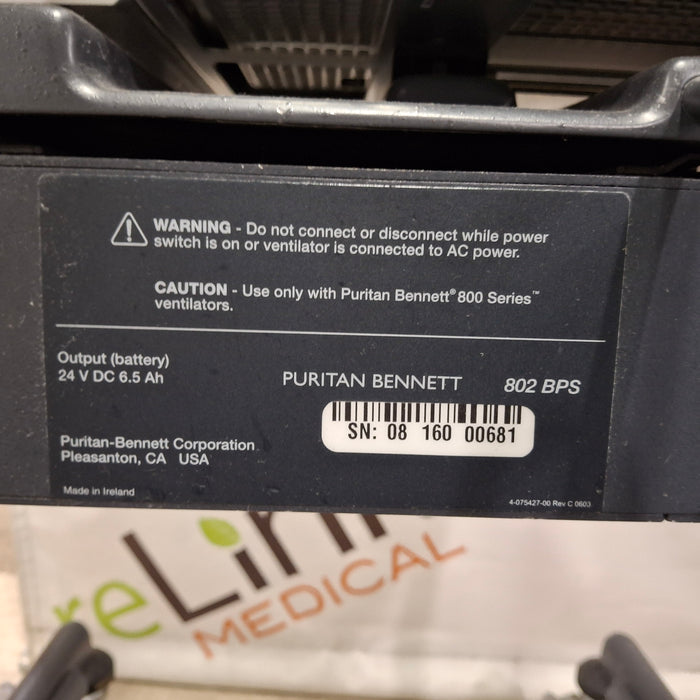 WARNING - Do not connect or disconnect while power
switch is on or ventilator is connected to AC power.
CAUTION - Use only with Puritan Bennett® 800 Series™
ventilators.
Output (battery)
24 V DC 6.5 Ah
PURITAN BENNETT 802 BPS
SN: 08 160 00681
Puritan-Bennett Corporation
Pleasanton, CA USA
Made in Ireland
4-075427-00 Rev C 0603
reLink
MEDICAL